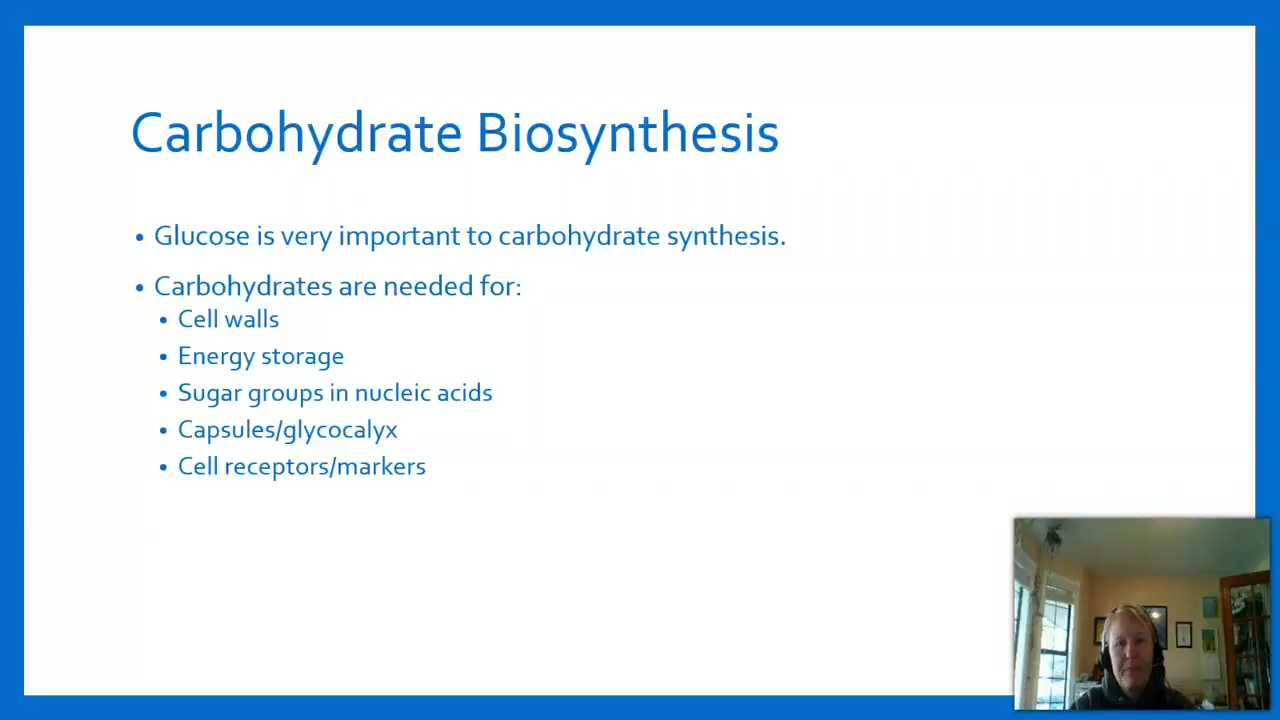 Carbohydrate Biosynthesis
• Glucose is very important to carbohydrate synthesis.
• Carbohydrates are needed for:
• Cell walls
• Energy storage
• Sugar groups in nucleic acids
• Capsules/glycocalyx
• Cell receptors/markers